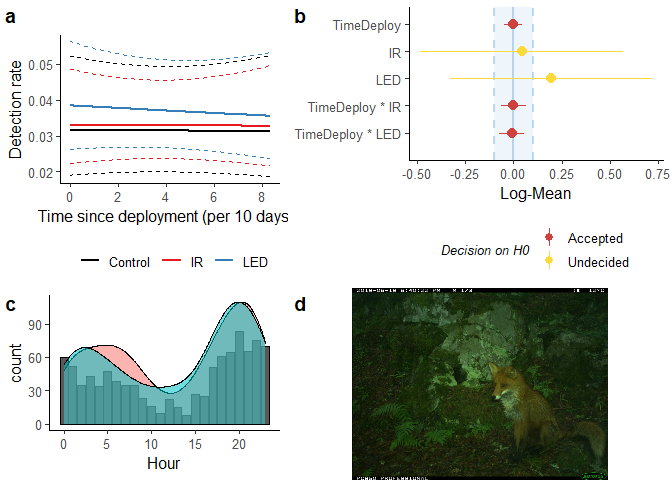 a
0.05
0.04
0.03
0.02
Detection rate
0 2 4 6 8
Time since deployment (per 10 days
Control IR LED
b
TimeDeploy
IR
LED
TimeDeploy * IR
TimeDeploy * LED
-0.50 -0.25 0.00 0.25 0.50 0.75
Log-Mean
Decision on H0
Accepted
Undecided
c
90
60
30
0
count
0 5 10 15 20
Hour
d
PC850 PROFESSIONAL